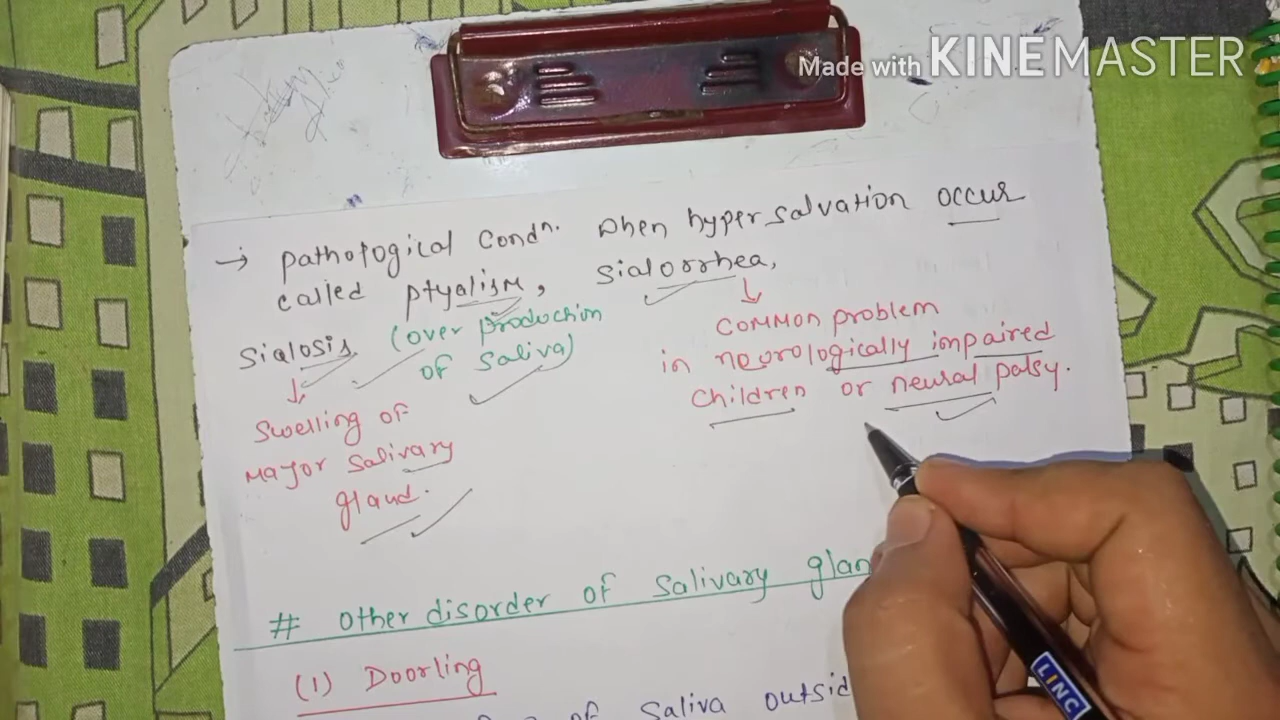 Made with KINEMASTER
→ pathological condn. when hypersalvation occur
called ptyalism, sialorrhea,
sialosis (over production
of saliva)
↓
swelling of
major salivary
gland.
↓
common problem
in neurologically impaired
children or neural palsy.
# other disorder of salivary glan
(1) Doorling
of saliva outsid
LINC